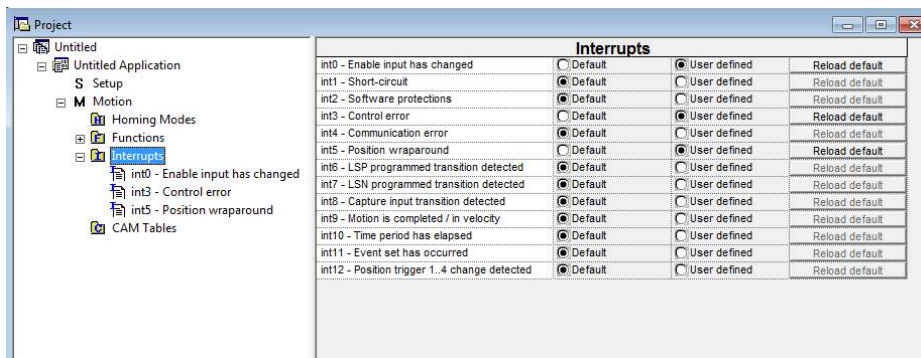 Project
Untitled
Untitled Application
S Setup
M Motion
H Homing Modes
F Functions
I Interrupts
int0 - Enable input has changed
int3 - Control error
int5 - Position wraparound
C CAM Tables
Interrupts
int0 - Enable input has changed Default User defined Reload default
int1 - Short-circuit Default User defined Reload default
int2 - Software protections Default User defined Reload default
int3 - Control error Default User defined Reload default
int4 - Communication error Default User defined Reload default
int5 - Position wraparound Default User defined Reload default
int6 - LSP programmed transition detected Default User defined Reload default
int7 - LSN programmed transition detected Default User defined Reload default
int8 - Capture input transition detected Default User defined Reload default
int9 - Motion is completed / in velocity Default User defined Reload default
int10 - Time period has elapsed Default User defined Reload default
int11 - Event set has occurred Default User defined Reload default
int12 - Position trigger 1..4 change detected Default User defined Reload default